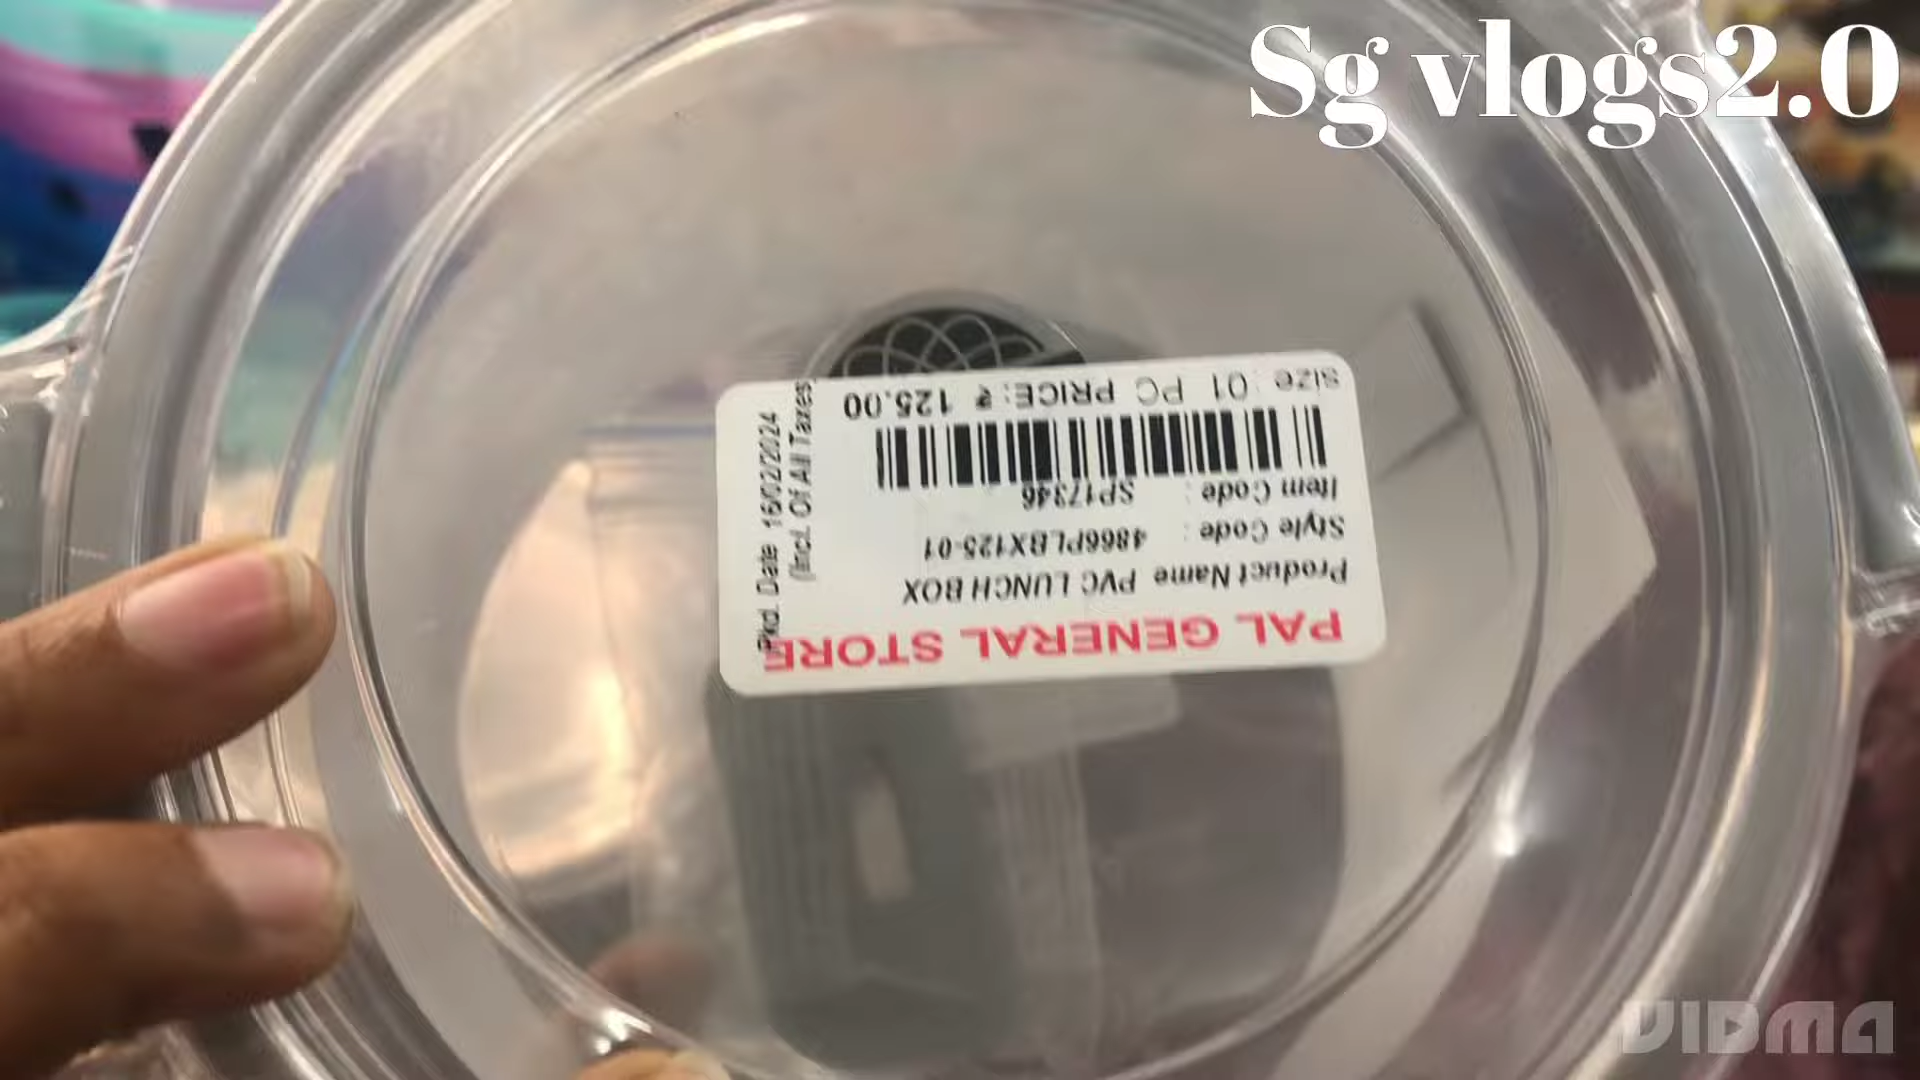 Sg vlogs2.0
PAL GENERAL STORE
Product Name PVC LUNCH BOX
Style Code : 4866PLBX125-01
Item Code : SP17346
size : 01 PC PRICE: ₹ 125.00
Pkd. Date 16/02/2024
(Incl. Of All Taxes
VIDMA